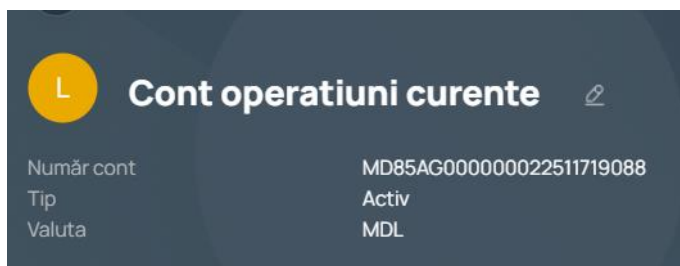 L
Cont operatiuni curente
Număr cont MD85AG000000022511719088
Tip Activ
Valuta MDL